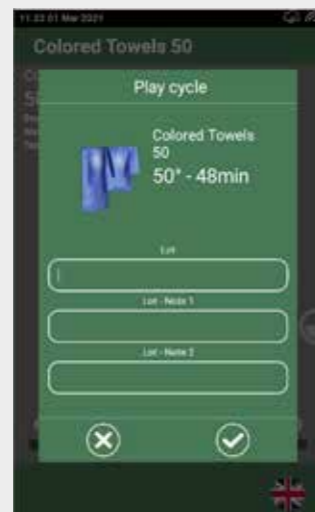 11.23 01 Mar 2021
Colored Towels 50
Play cycle
Colored Towels
50
50° - 48min
Lot
Lot - Note 1
Lot - Note 2